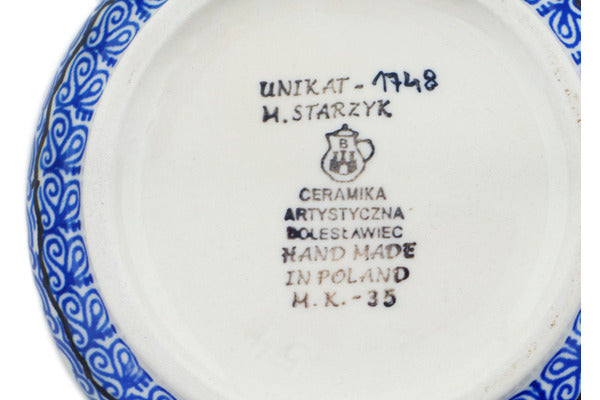 UNIKAT - 1748
M. STARZYK
B
CERAMIKA
ARTYSTYCZNA
BOLESŁAWIEC
HAND MADE
IN POLAND
M. K. - 35